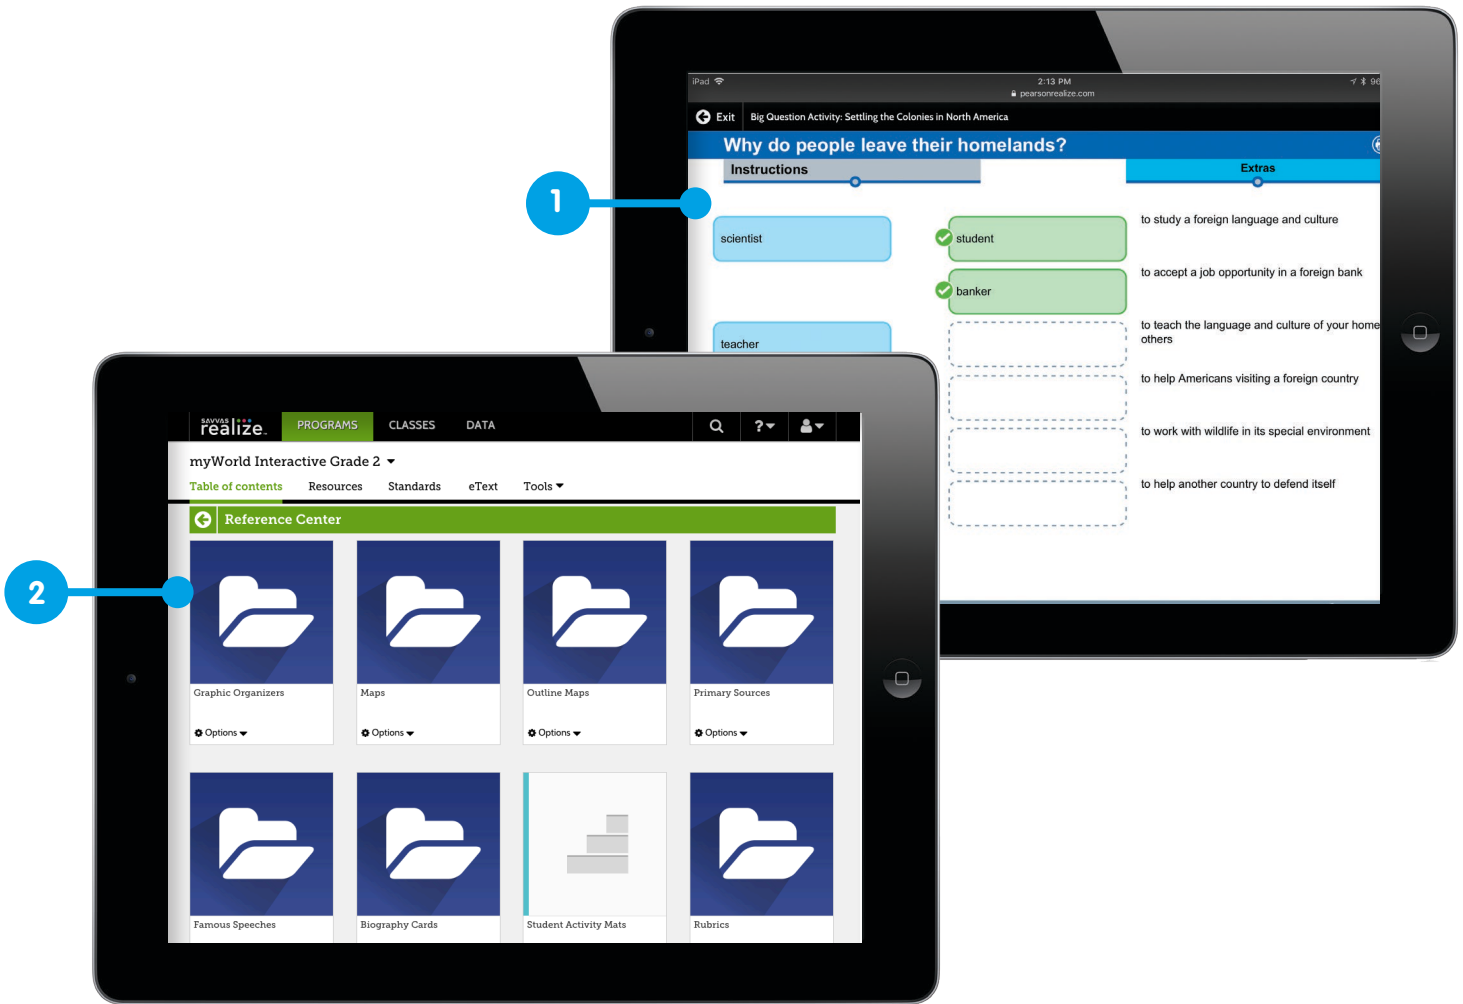 iPad
2:13 PM
96
pearsonrealize.com
Exit
Big Question Activity: Settling the Colonies in North America
Why do people leave their homelands?
Instructions
Extras
1
scientist
student
to study a foreign language and culture
banker
to accept a job opportunity in a foreign bank
teacher
to teach the language and culture of your home
others
to help Americans visiting a foreign country
to work with wildlife in its special environment
to help another country to defend itself
SAVVAS
realize.
PROGRAMS
CLASSES
DATA
?
myWorld Interactive Grade 2
Table of contents
Resources
Standards
eText
Tools
Reference Center
2
Graphic Organizers
Maps
Outline Maps
Primary Sources
Options
Options
Options
Options
Famous Speeches
Biography Cards
Student Activity Mats
Rubrics